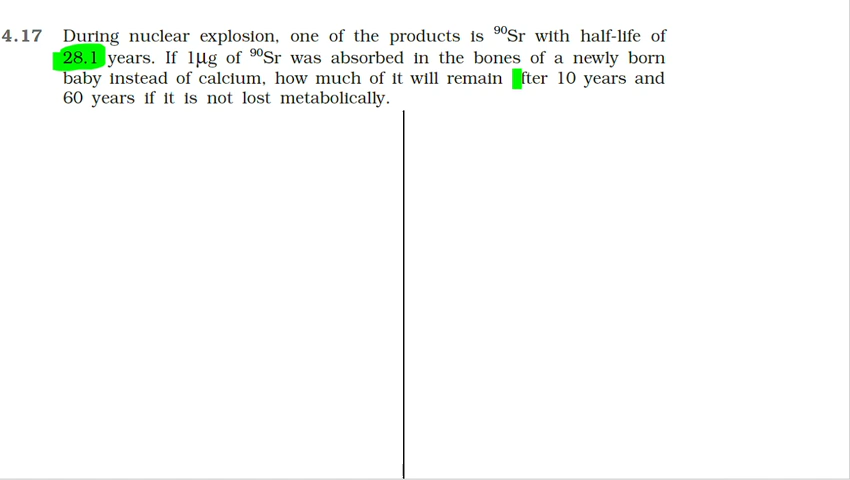 4.17 During nuclear explosion, one of the products is ⁹⁰Sr with half-life of
28.1 years. If 1μg of ⁹⁰Sr was absorbed in the bones of a newly born
baby instead of calcium, how much of it will remain fter 10 years and
60 years if it is not lost metabolically.